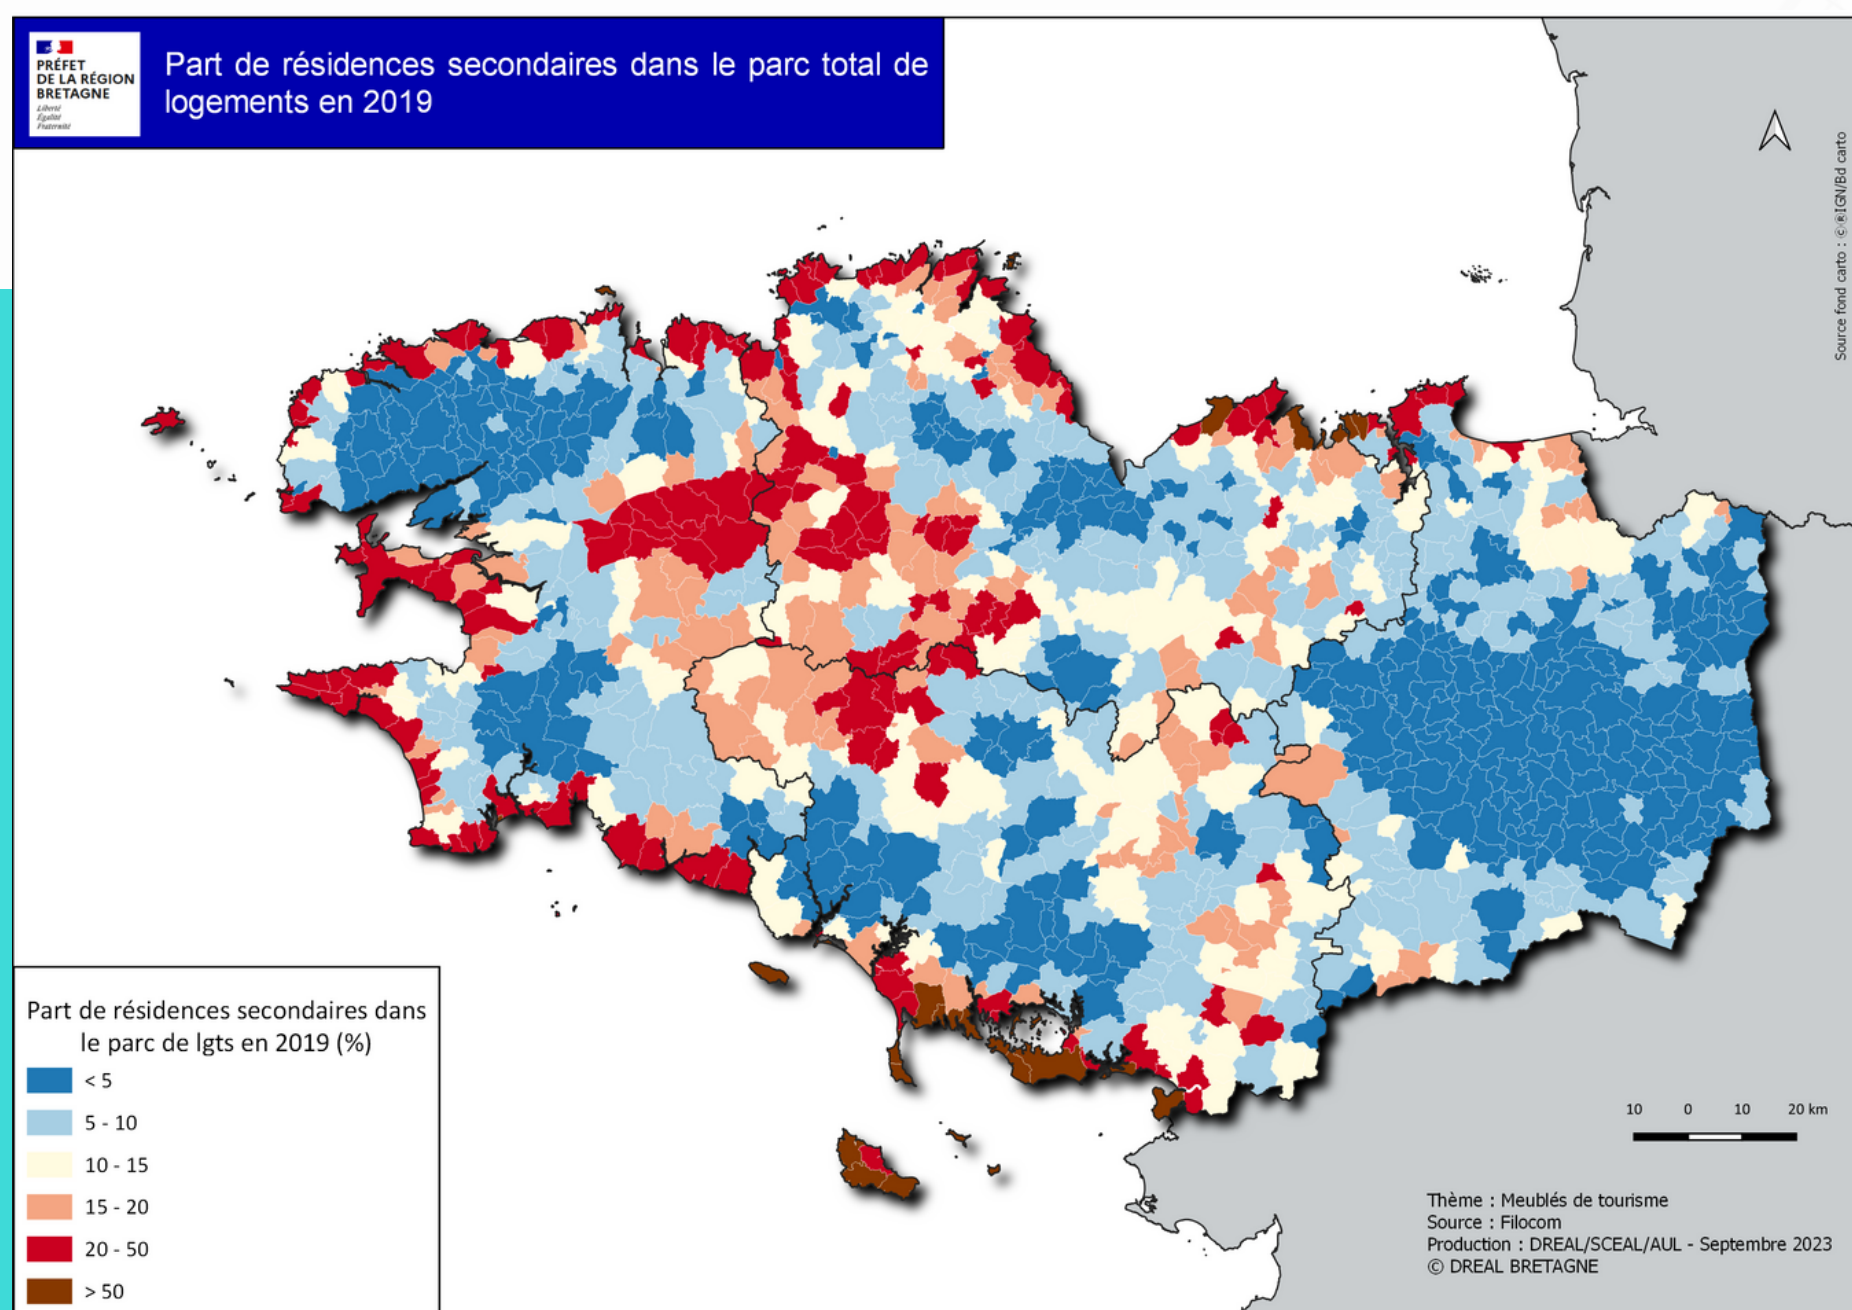 PRÉFET
DE LA RÉGION
BRETAGNE
Liberté
Égalité
Fraternité
Part de résidences secondaires dans le parc total de
logements en 2019
Source fond carto : ©®IGN/Bd carto
Part de résidences secondaires dans
le parc de lgts en 2019 (%)
< 5
5 - 10
10 - 15
15 - 20
20 - 50
> 50
10 0 10 20 km
Thème : Meublés de tourisme
Source : Filocom
Production : DREAL/SCEAL/AUL - Septembre 2023
© DREAL BRETAGNE